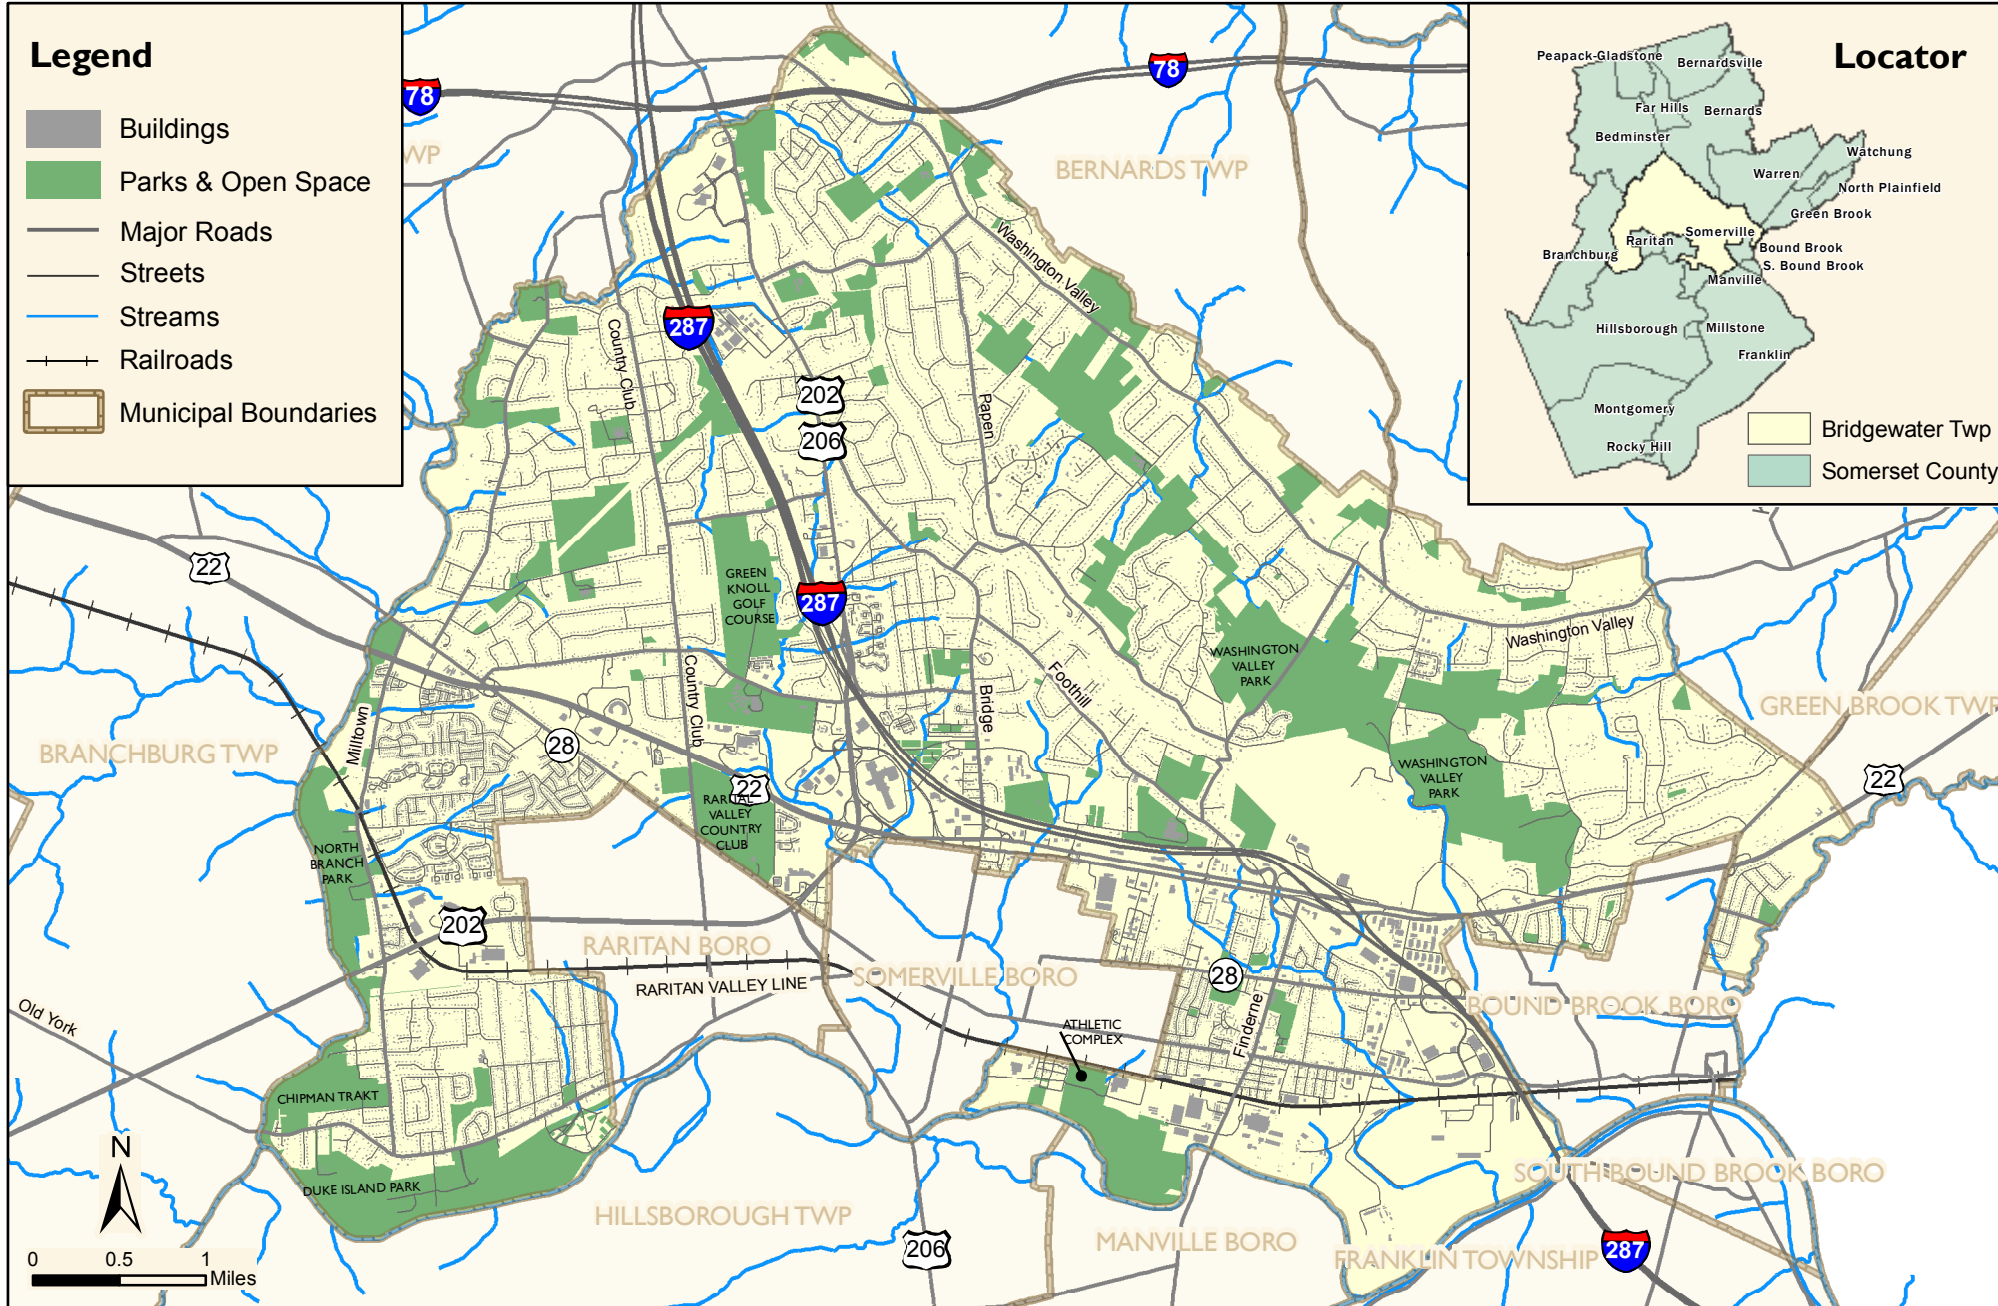 Legend
Buildings
Parks & Open Space
Major Roads
Streets
Streams
Railroads
Municipal Boundaries
Locator
Peapack-Gladstone
Bernardsville
Far Hills
Bernards
Bedminster
Watchung
Warren
North Plainfield
Green Brook
Somerville
Raritan
Bound Brook
Branchburg
S. Bound Brook
Manville
Hillsborough
Millstone
Franklin
Montgomery
Rocky Hill
Bridgewater Twp
Somerset County
78
78
WP
BERNARDS TWP
Washington Valley
287
Country Club
202
206
Papen
22
GREEN
KNOLL
GOLF
COURSE
287
Washington Valley
WASHINGTON
VALLEY
PARK
Foothill
Country Club
Bridge
Milltown
28
BRANCHBURG TWP
GREEN BROOK TWP
WASHINGTON
VALLEY
PARK
22
22
VALLEY
COUNTRY
CLUB
NORTH
BRANCH
PARK
202
RARITAN BORO
SOMERVILLE BORO
28
RARITAN VALLEY LINE
BOUND BROOK BORO
Old York
Finderne
ATHLETIC
COMPLEX
CHIPMAN TRAKT
N
DUKE ISLAND PARK
SOUTH BOUND BROOK BORO
HILLSBOROUGH TWP
MANVILLE BORO
206
FRANKLIN TOWNSHIP
287
0 0.5 1
Miles